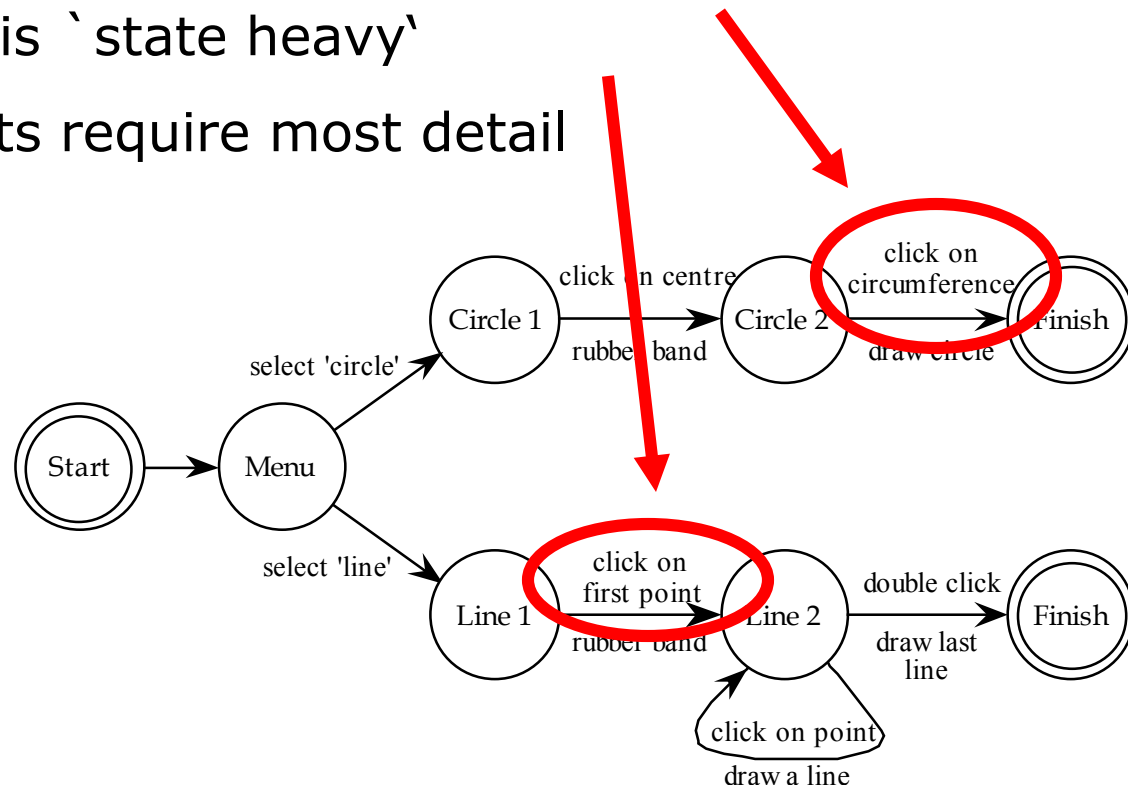 is `state heavy‘
ts require most detail
click on
circumference
click on centre
Circle 1
Circle 2
Finish
rubber band
draw circle
select 'circle'
Start
Menu
select 'line'
click on
first point
double click
Line 1
Line 2
Finish
rubber band
draw last
line
click on point
draw a line